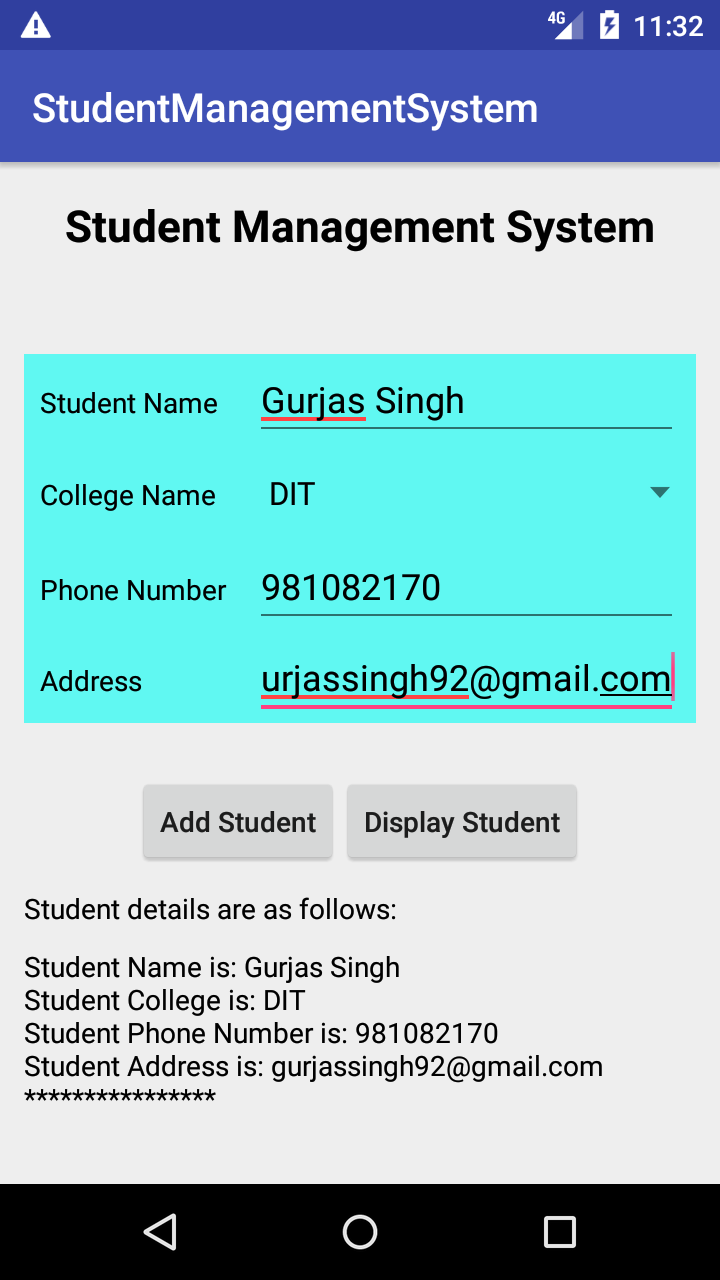 4G 11:32
StudentManagementSystem
Student Management System
Student Name Gurjas Singh
College Name DIT
Phone Number 981082170
Address urjassingh92@gmail.com
Add Student Display Student
Student details are as follows:
Student Name is: Gurjas Singh
Student College is: DIT
Student Phone Number is: 981082170
Student Address is: gurjassingh92@gmail.com
****************